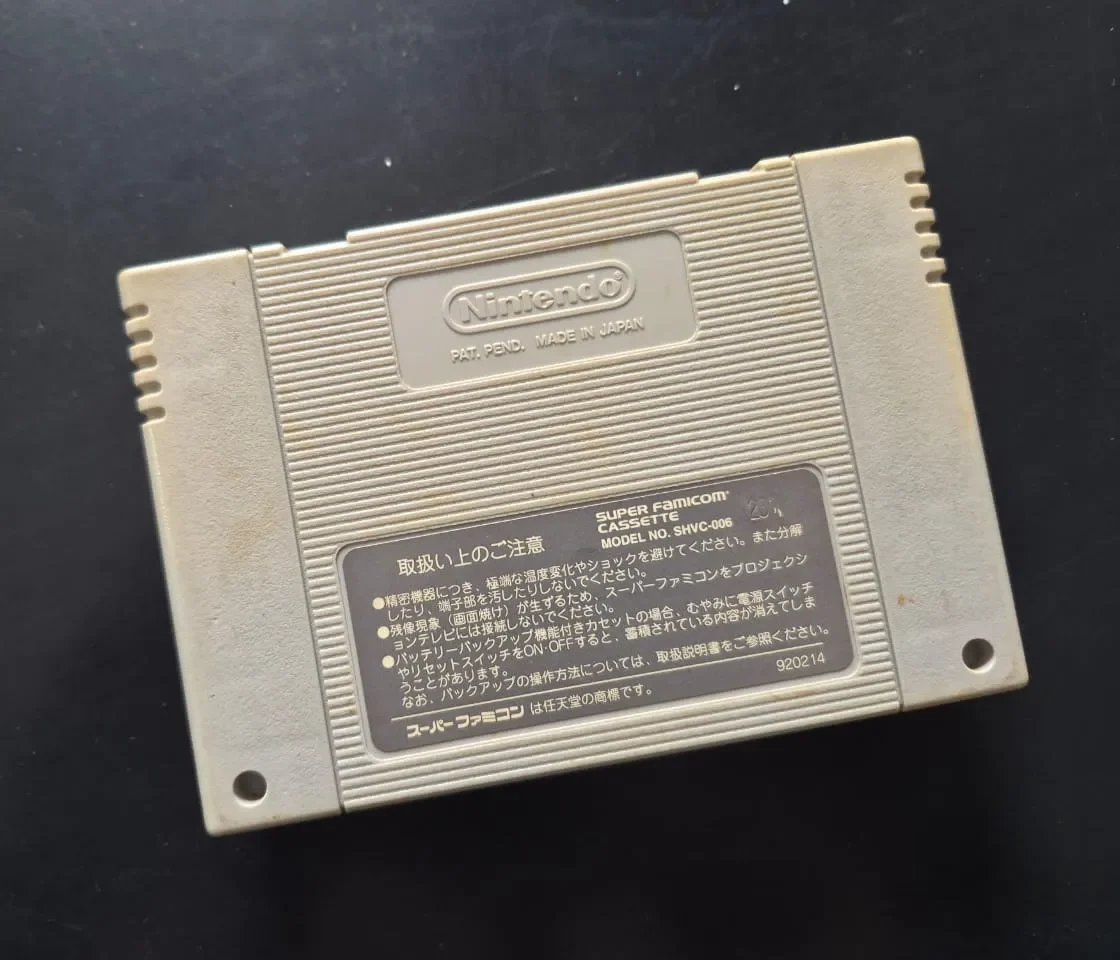 Nintendo®
PAT. PEND. MADE IN JAPAN
SUPER FAMICOM®
CASSETTE
MODEL NO. SHVC-006
取扱い上のご注意
●精密機器につき、極端な温度変化やショックを避けてください。また分解
したり、端子部を汚したりしないでください。
●残像現象(画面焼け)が生ずるため、スーパーファミコンをプロジェクシ
ョンテレビには接続しないでください。
●バッテリーバックアップ機能付きカセットの場合、むやみに電源スイッチ
やリセットスイッチをON·OFFすると、蓄積されている内容が消えてしま
うことがあります。
なお、バックアップの操作方法については、取扱説明書をご参照ください。
920214
スーパーファミコンは任天堂の商標です。